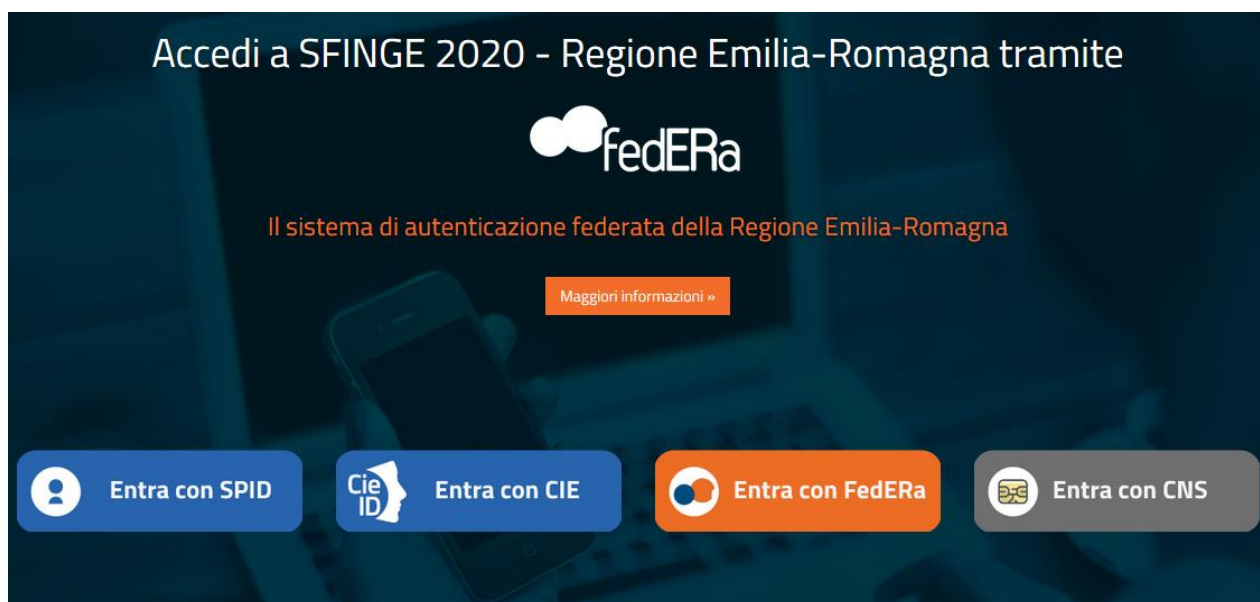 Accedi a SFINGE 2020 - Regione Emilia-Romagna tramite
fedERa
Il sistema di autenticazione federata della Regione Emilia-Romagna
Maggiori informazioni »
Entra con SPID
Cie ID
Entra con CIE
Entra con FedERa
Entra con CNS